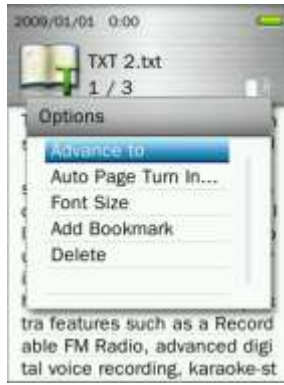 2009/01/01 0:00
TXT 2.txt
1 / 3
Options
Advance to
Auto Page Turn In...
Font Size
Add Bookmark
Delete
tra features such as a Record
able FM Radio, advanced digi
tal voice recording, karaoke-st